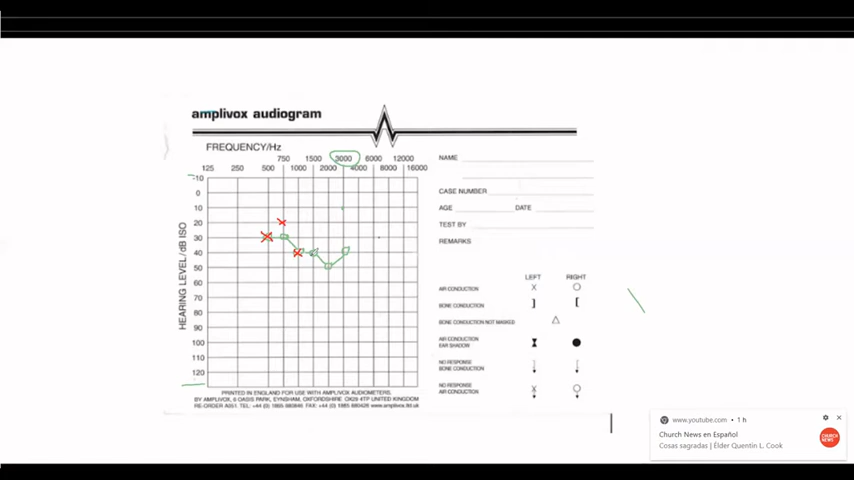 amplivox audiogram
FREQUENCY/Hz
750 1500 3000 6000 12000
125 250 500 1000 2000 4000 8000 16000
HEARING LEVEL/dB ISO
-10
0
10
20
30
40
50
60
70
80
90
100
110
120
PRINTED IN ENGLAND FOR USE WITH AMPLIVOX AUDIOMETERS.
BY AMPLIVOX, 6 OASIS PARK, EYNSHAM, OXFORDSHIRE OX29 4TP UNITED KINGDOM
NAME
CASE NUMBER
AGE DATE
TEST BY
REMARKS
LEFT RIGHT
AIR CONDUCTION X O
BONE CONDUCTION ] [
BONE CONDUCTION NOT MASKED △
AIR CONDUCTION
EAR SHADOW
NO RESPONSE
BONE CONDUCTION
NO RESPONSE
AIR CONDUCTION
www.youtube.com • 1 h
Church News en Español
Cosas sagradas | Élder Quentin L. Cook
CHURCH
NEWS